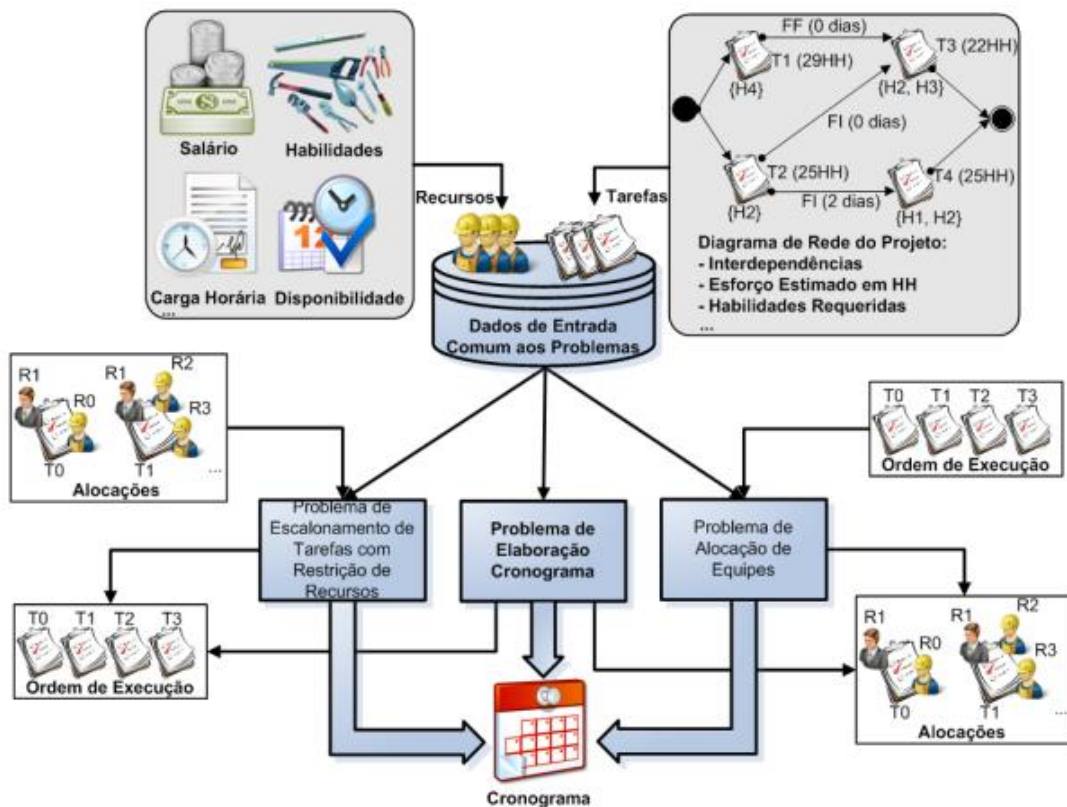 Salário
Habilidades
Carga Horária
Disponibilidade
...
FF (0 dias)
T3 (22HH)
T1 (29HH)
{H4}
{H2, H3}
FI (0 dias)
T2 (25HH)
T4 (25HH)
{H2}
FI (2 dias)
{H1, H2}
Diagrama de Rede do Projeto:
- Interdependências
- Esforço Estimado em HH
- Habilidades Requeridas
...
Recursos
Tarefas
Dados de Entrada
Comum aos Problemas
R1
R0
T0
R1
R2
R3
T1
...
Alocações
T0 T1 T2 T3
Ordem de Execução
Problema de
Escalonamento de
Tarefas com
Restrição de
Recursos
Problema de
Elaboração
Cronograma
Problema de
Alocação de
Equipes
T0 T1 T2 T3
Ordem de Execução
R1
R0
T0
R1
R2
R3
T1
...
Alocações
Cronograma